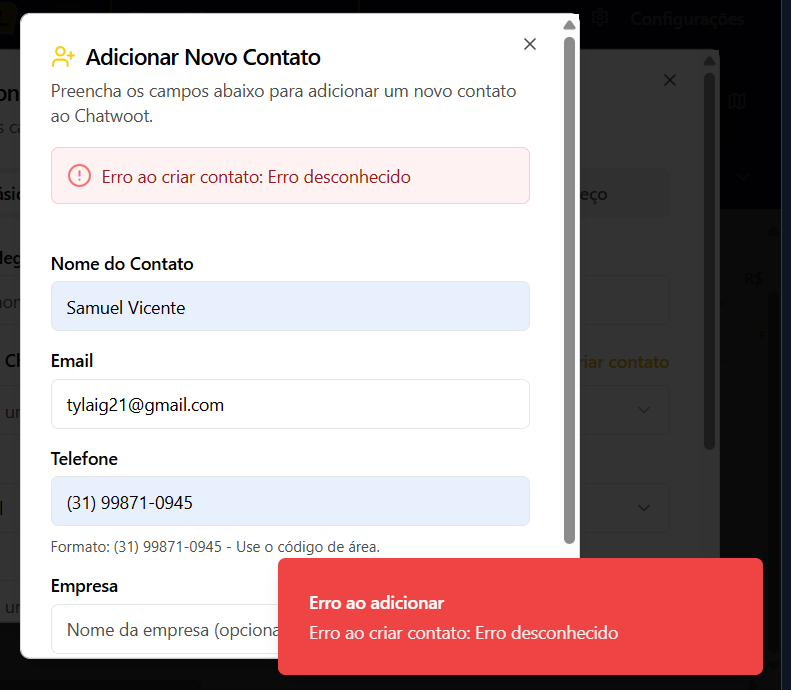 Configurações
Adicionar Novo Contato
Preencha os campos abaixo para adicionar um novo contato
ao Chatwoot.
Erro ao criar contato: Erro desconhecido
Nome do Contato
Samuel Vicente
R$
Email
tylaig21@gmail.com
Telefone
(31) 99871-0945
Formato: (31) 99871-0945 - Use o código de área.
Empresa
Nome da empresa (opciona
Erro ao adicionar
Erro ao criar contato: Erro desconhecido